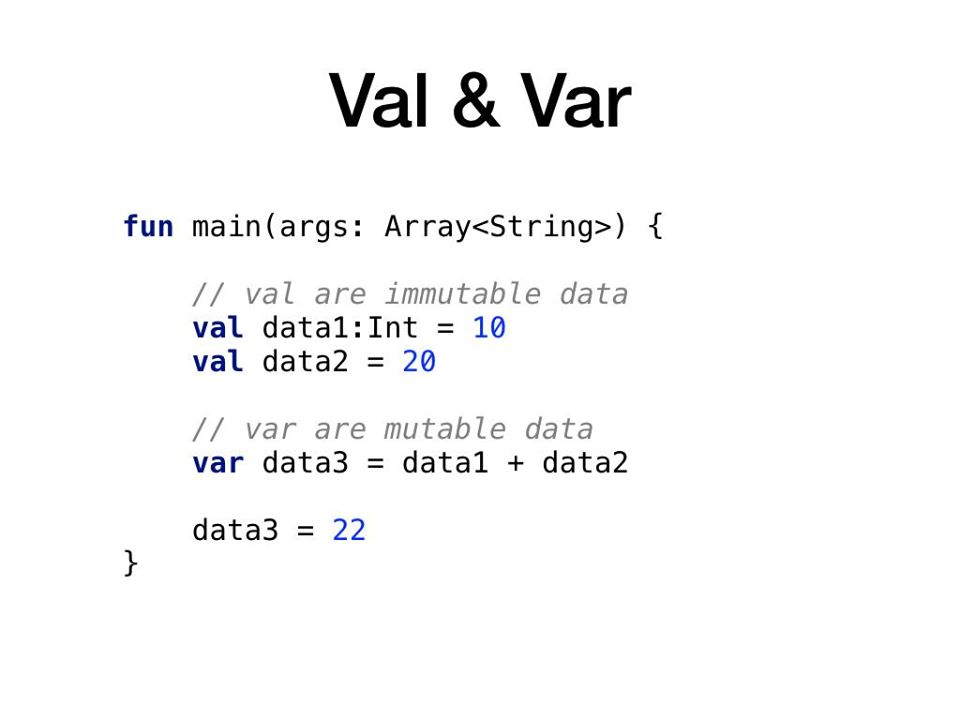 Val & Var
fun main(args: Array<String>) {
// val are immutable data
val data1:Int = 10
val data2 = 20
// var are mutable data
var data3 = data1 + data2
data3 = 22
}